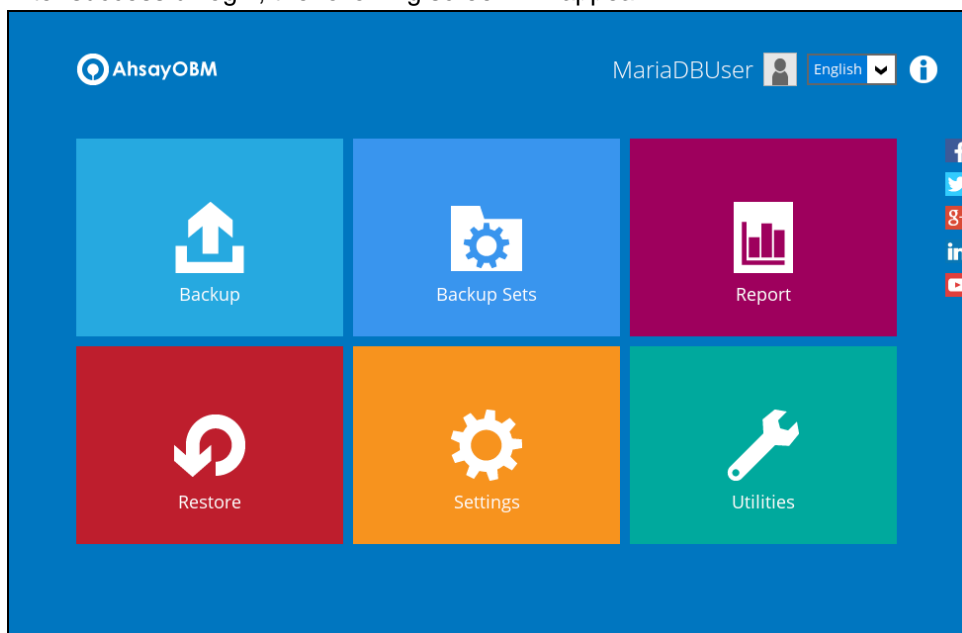 AhsayOBM
MariaDBUser
English
Backup
Backup Sets
Report
Restore
Settings
Utilities